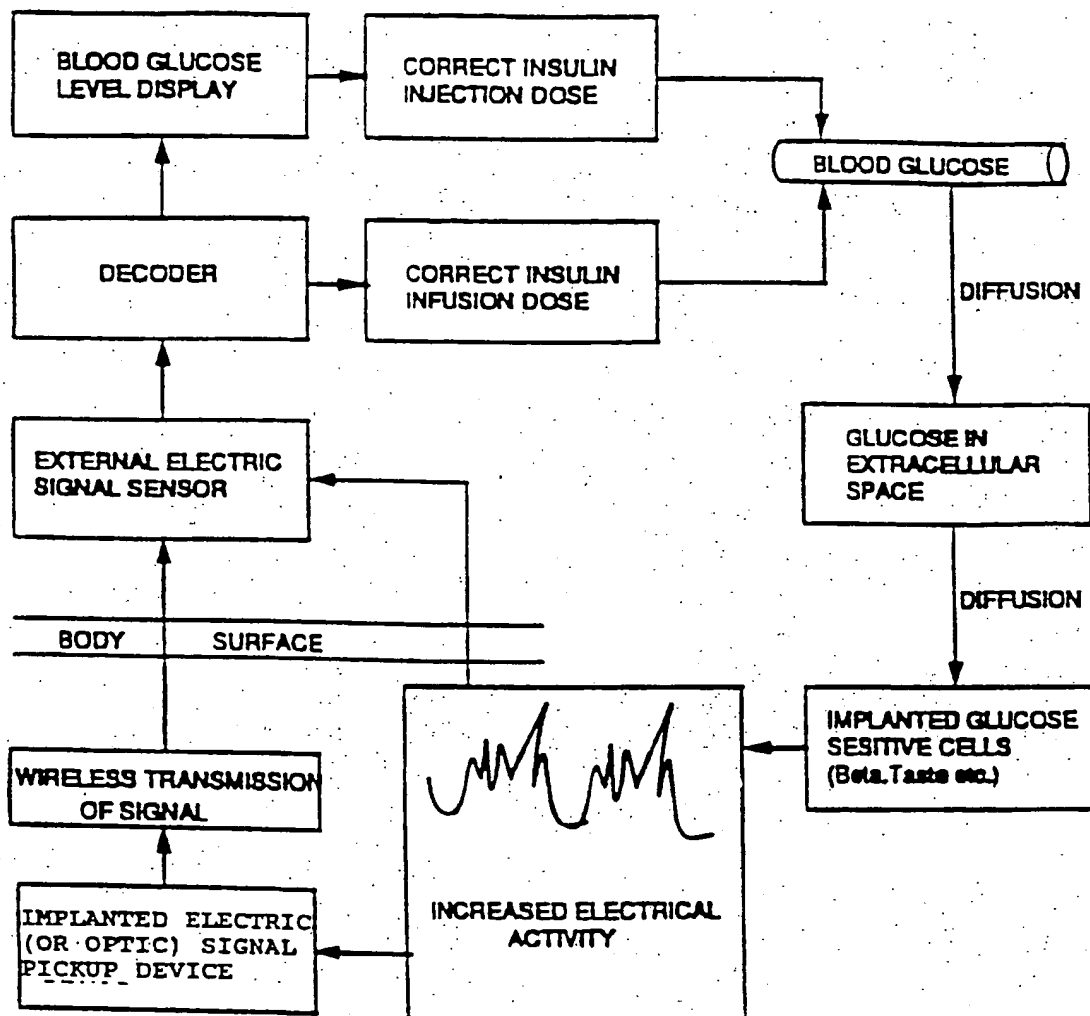 BLOOD GLUCOSE
LEVEL DISPLAY
CORRECT INSULIN
INJECTION DOSE
BLOOD GLUCOSE
DECODER
CORRECT INSULIN
INFUSION DOSE
DIFFUSION
EXTERNAL ELECTRIC
SIGNAL SENSOR
GLUCOSE IN
EXTRACELLULAR
SPACE
DIFFUSION
BODY SURFACE
IMPLANTED GLUCOSE
SESITIVE CELLS
(Beta.Taste etc.)
WIRELESS TRANSMISSION
OF SIGNAL
INCREASED ELECTRICAL
ACTIVITY
IMPLANTED ELECTRIC
(OR OPTIC) SIGNAL
PICKUP DEVICE